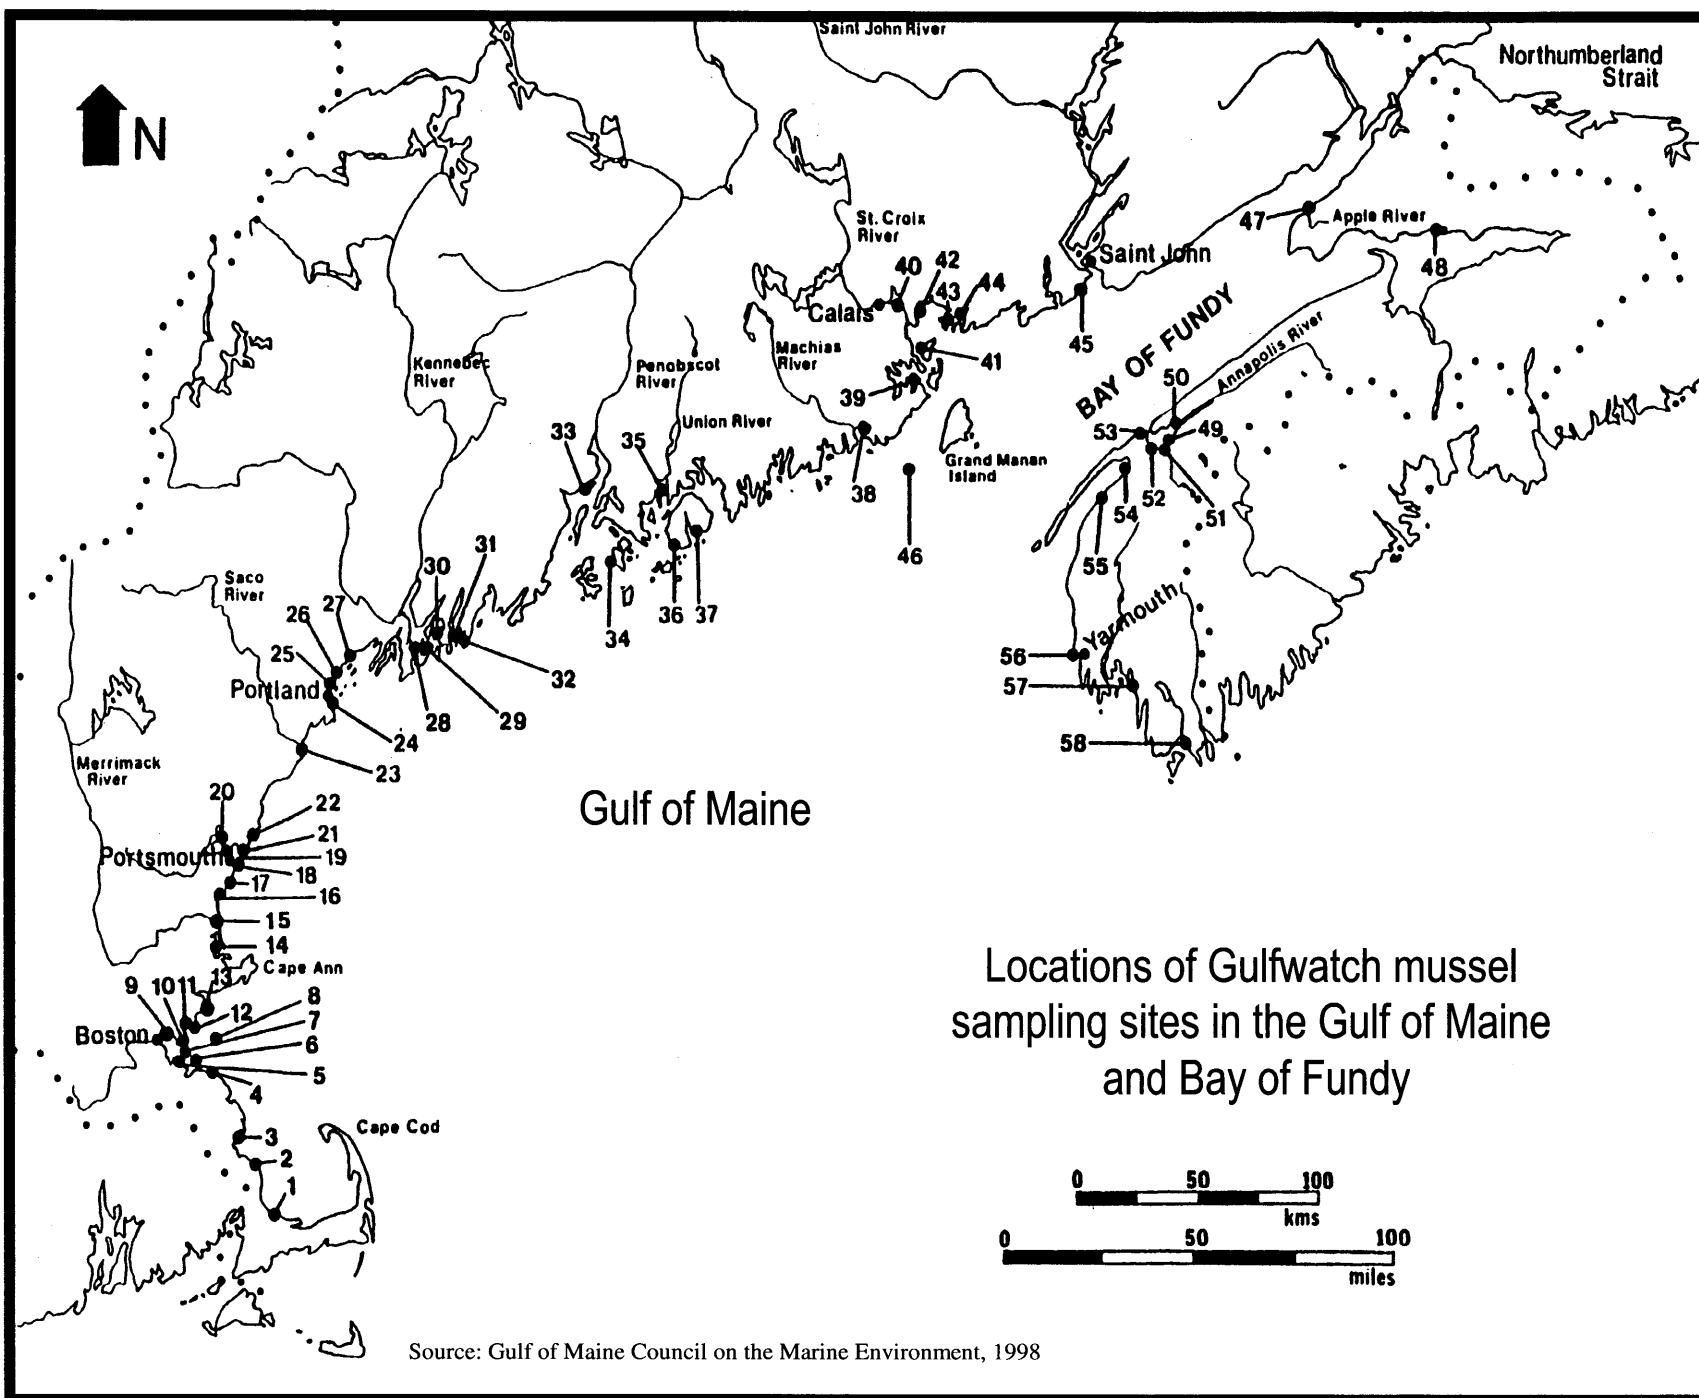 Saint John River
Northumberland
Strait
N
St. Croix
River
47
Apple River
48
Saint John
40
42
43
44
Calais
45
41
39
Machias
River
BAY OF FUNDY
Annapolis River
Kennebec
River
Penobscot
River
Union River
33
35
38
Grand Manan
Island
46
50
53
49
52
51
54
55
31
30
34
36
37
Saco
River
27
26
25
Portland
32
28
29
24
23
56
Yarmouth
57
58
Merrimack
River
20
22
21
Portsmouth
19
18
17
16
15
14
Cape Ann
13
9
10
11
12
8
7
Boston
6
5
4
Cape Cod
3
2
1
Gulf of Maine
Locations of Gulfwatch mussel
sampling sites in the Gulf of Maine
and Bay of Fundy
0 50 100
kms
0 50 100
miles
Source: Gulf of Maine Council on the Marine Environment, 1998